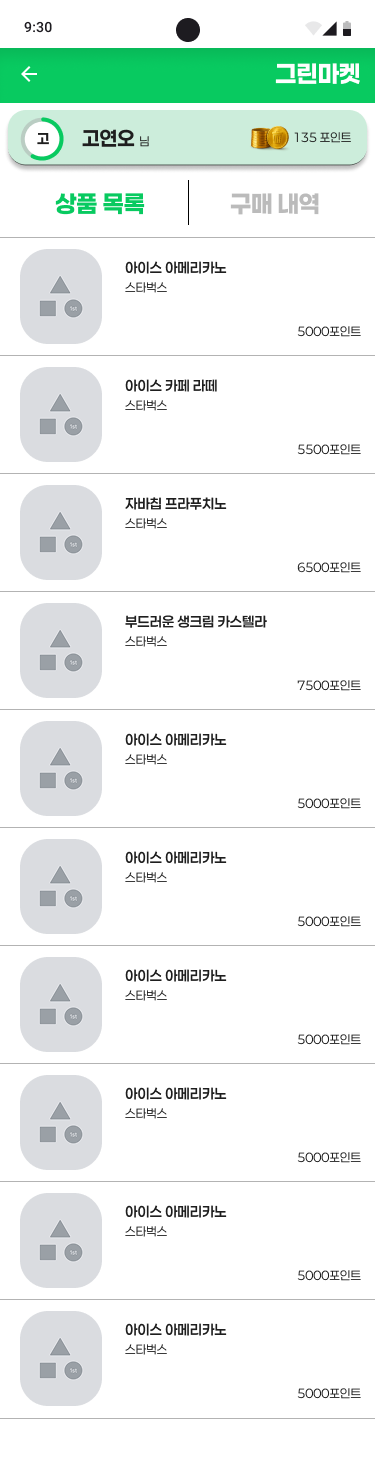 9:30
그린마켓
고
고연오 님
135 포인트
상품 목록
구매 내역
아이스 아메리카노
스타벅스
1st
5000포인트
아이스 카페 라떼
스타벅스
1st
5500포인트
자바칩 프라푸치노
스타벅스
1st
6500포인트
부드러운 생크림 카스텔라
스타벅스
1st
7500포인트
아이스 아메리카노
스타벅스
1st
5000포인트
아이스 아메리카노
스타벅스
1st
5000포인트
아이스 아메리카노
스타벅스
1st
5000포인트
아이스 아메리카노
스타벅스
1st
5000포인트
아이스 아메리카노
스타벅스
1st
5000포인트
아이스 아메리카노
스타벅스
1st
5000포인트